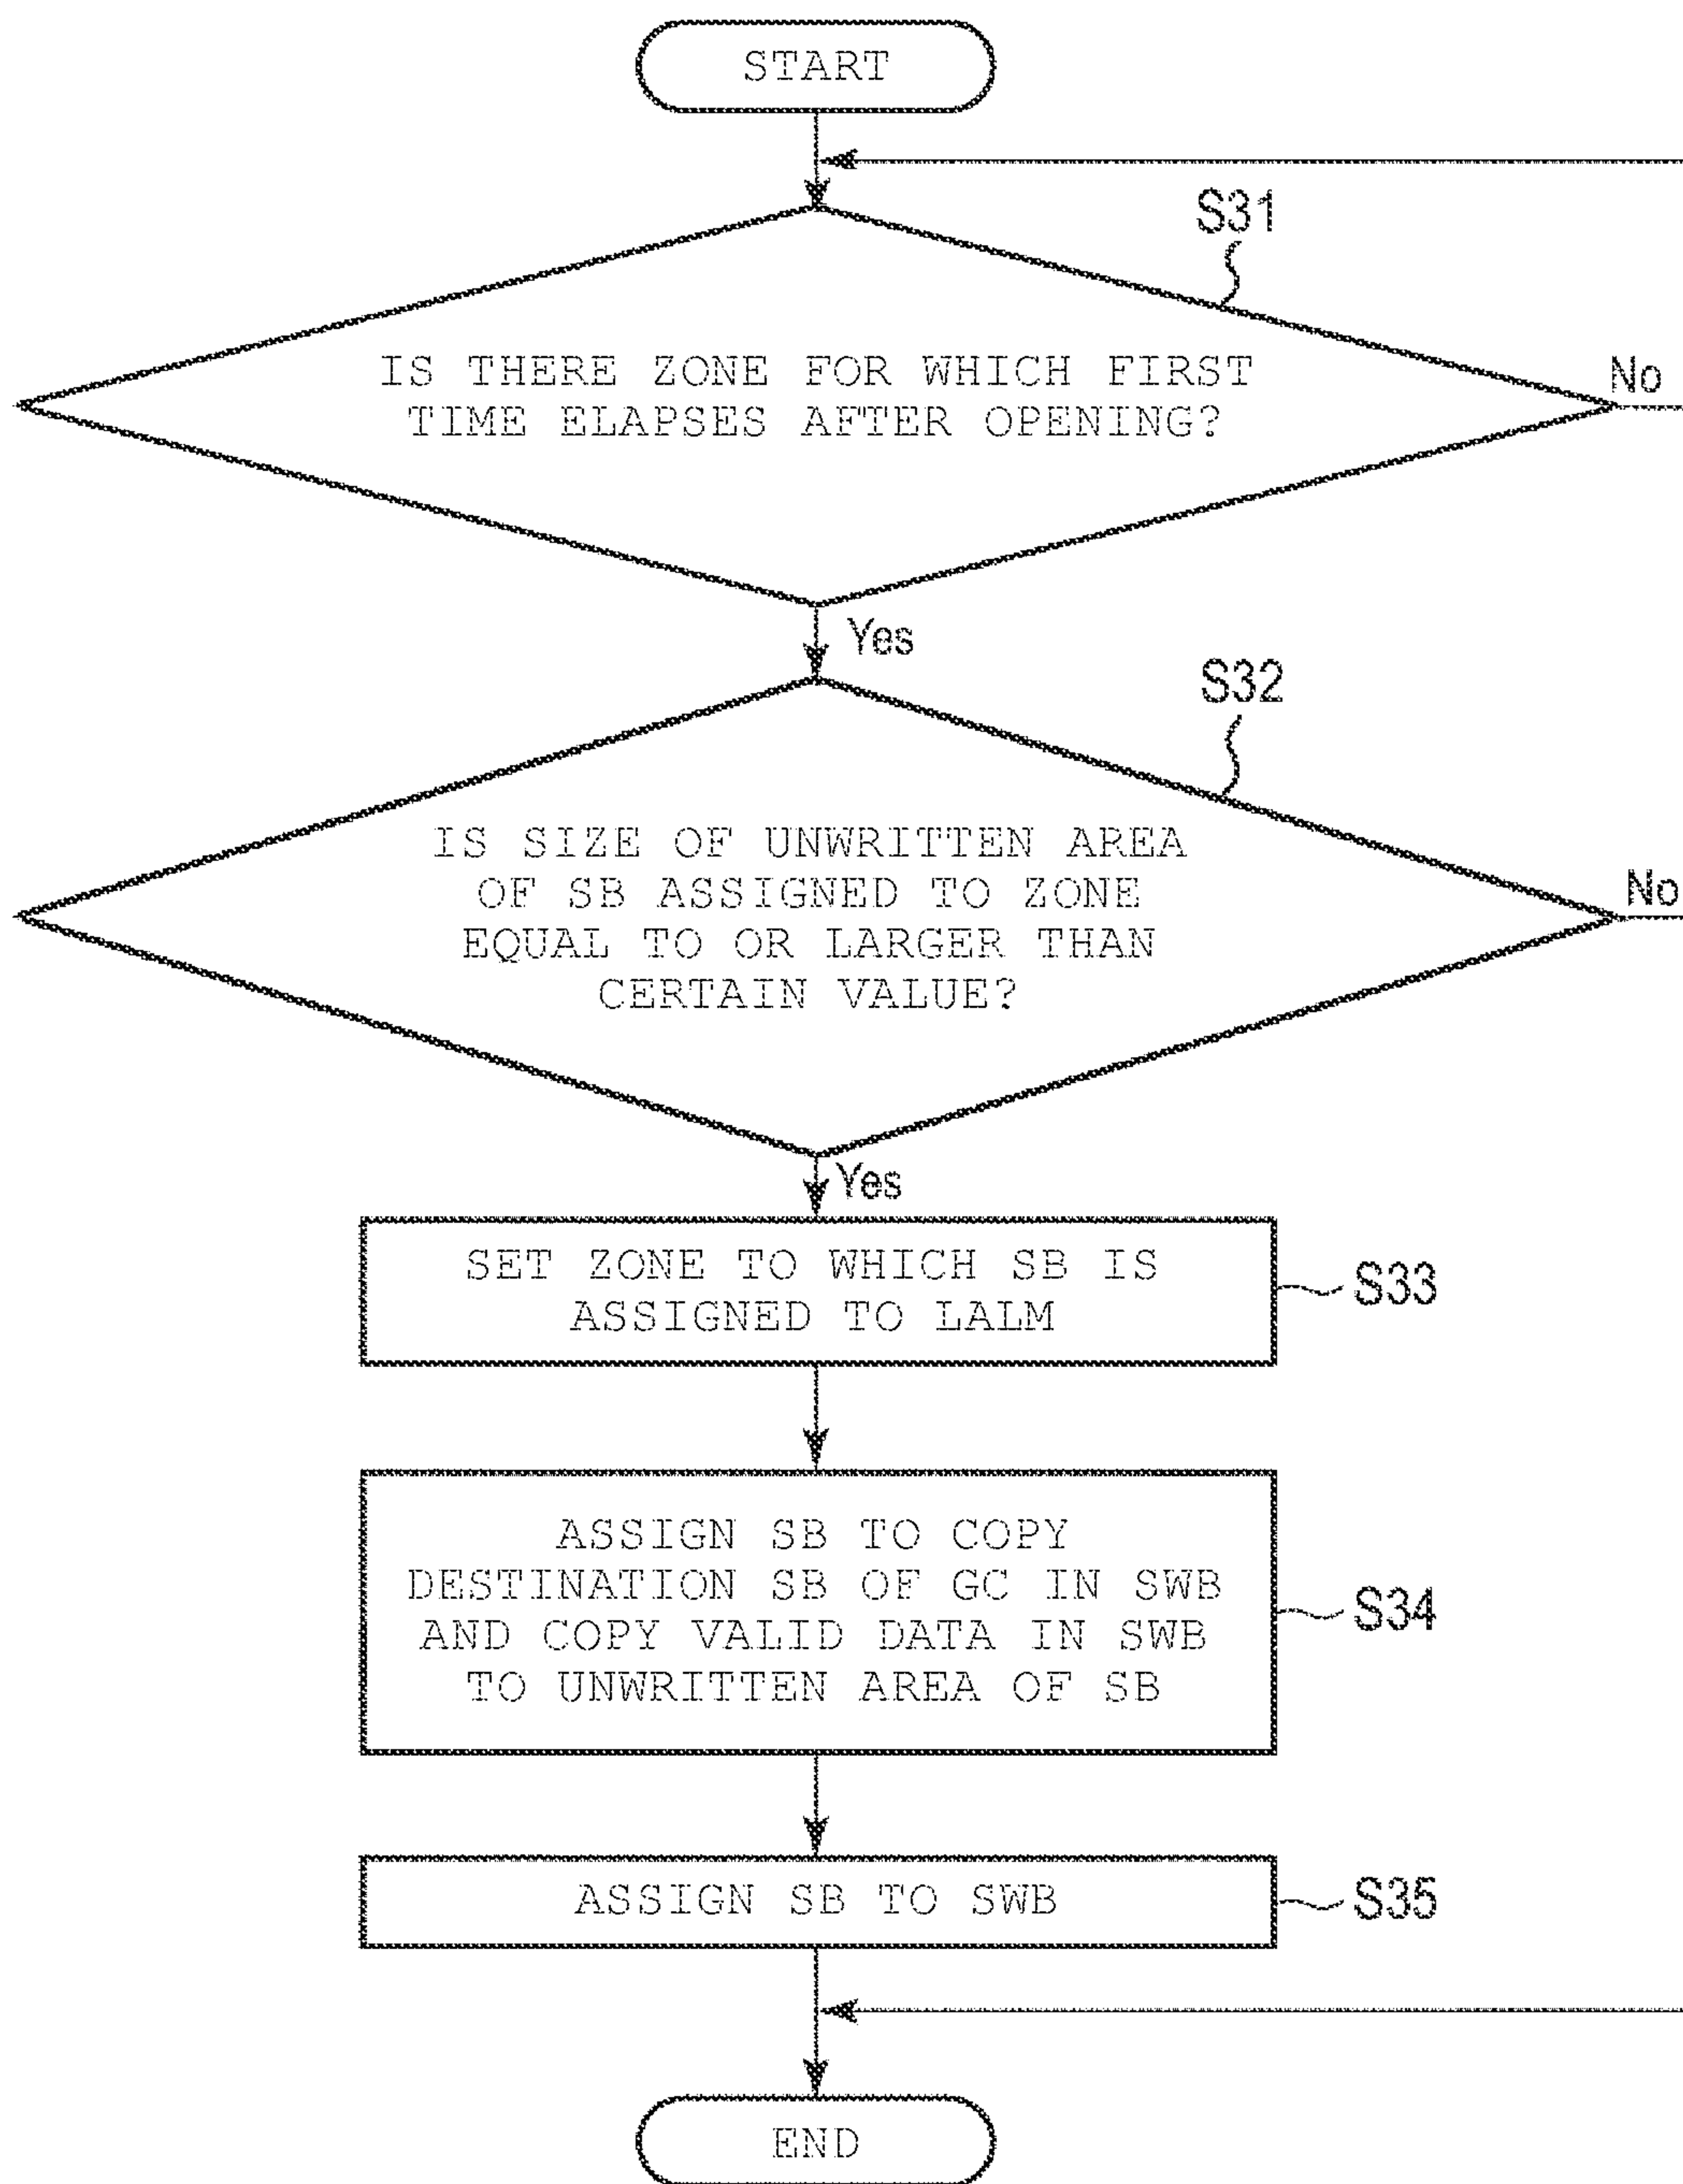 START
S31
IS THERE ZONE FOR WHICH FIRST
TIME ELAPSES AFTER OPENING?
No
Yes
S32
IS SIZE OF UNWRITTEN AREA
OF SB ASSIGNED TO ZONE
EQUAL TO OR LARGER THAN
CERTAIN VALUE?
No
Yes
SET ZONE TO WHICH SB IS
ASSIGNED TO LALM
S33
ASSIGN SB TO COPY
DESTINATION SB OF GC IN SWB
AND COPY VALID DATA IN SWB
TO UNWRITTEN AREA OF SB
S34
ASSIGN SB TO SWB
S35
END